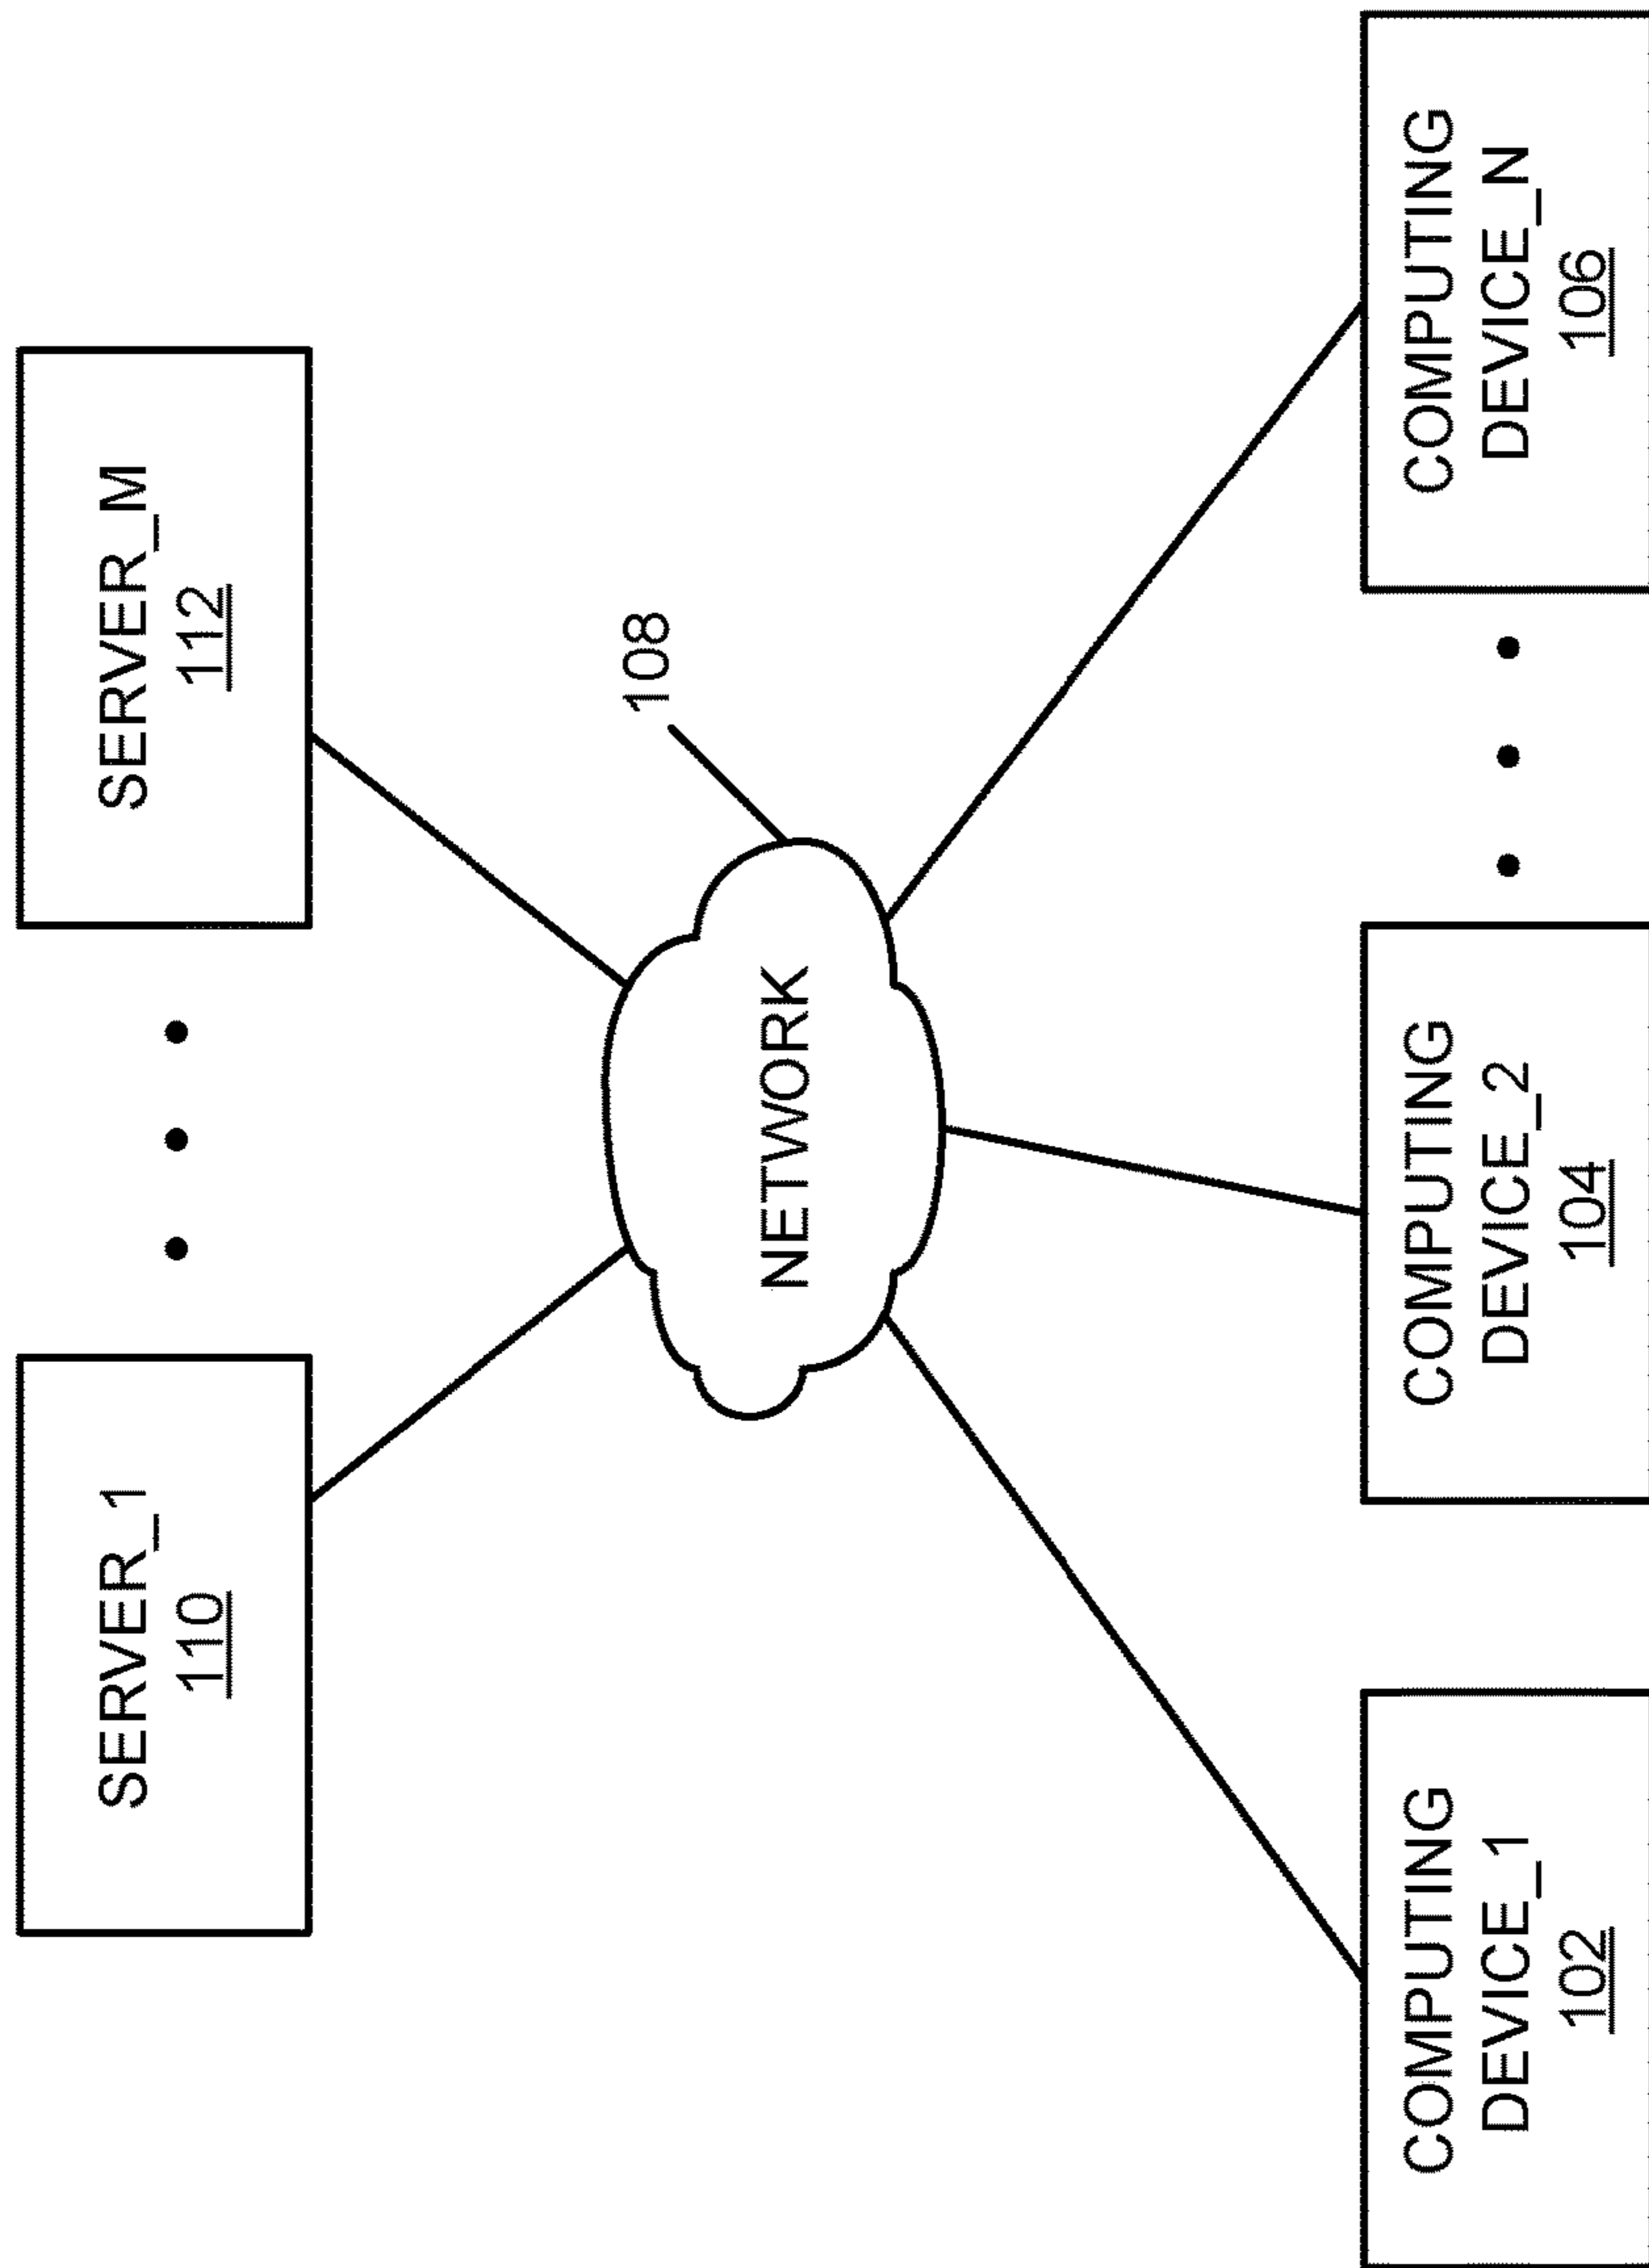 SERVER_1
110
SERVER_M
112
108
NETWORK
COMPUTING
DEVICE_1
102
COMPUTING
DEVICE_2
104
COMPUTING
DEVICE_N
106